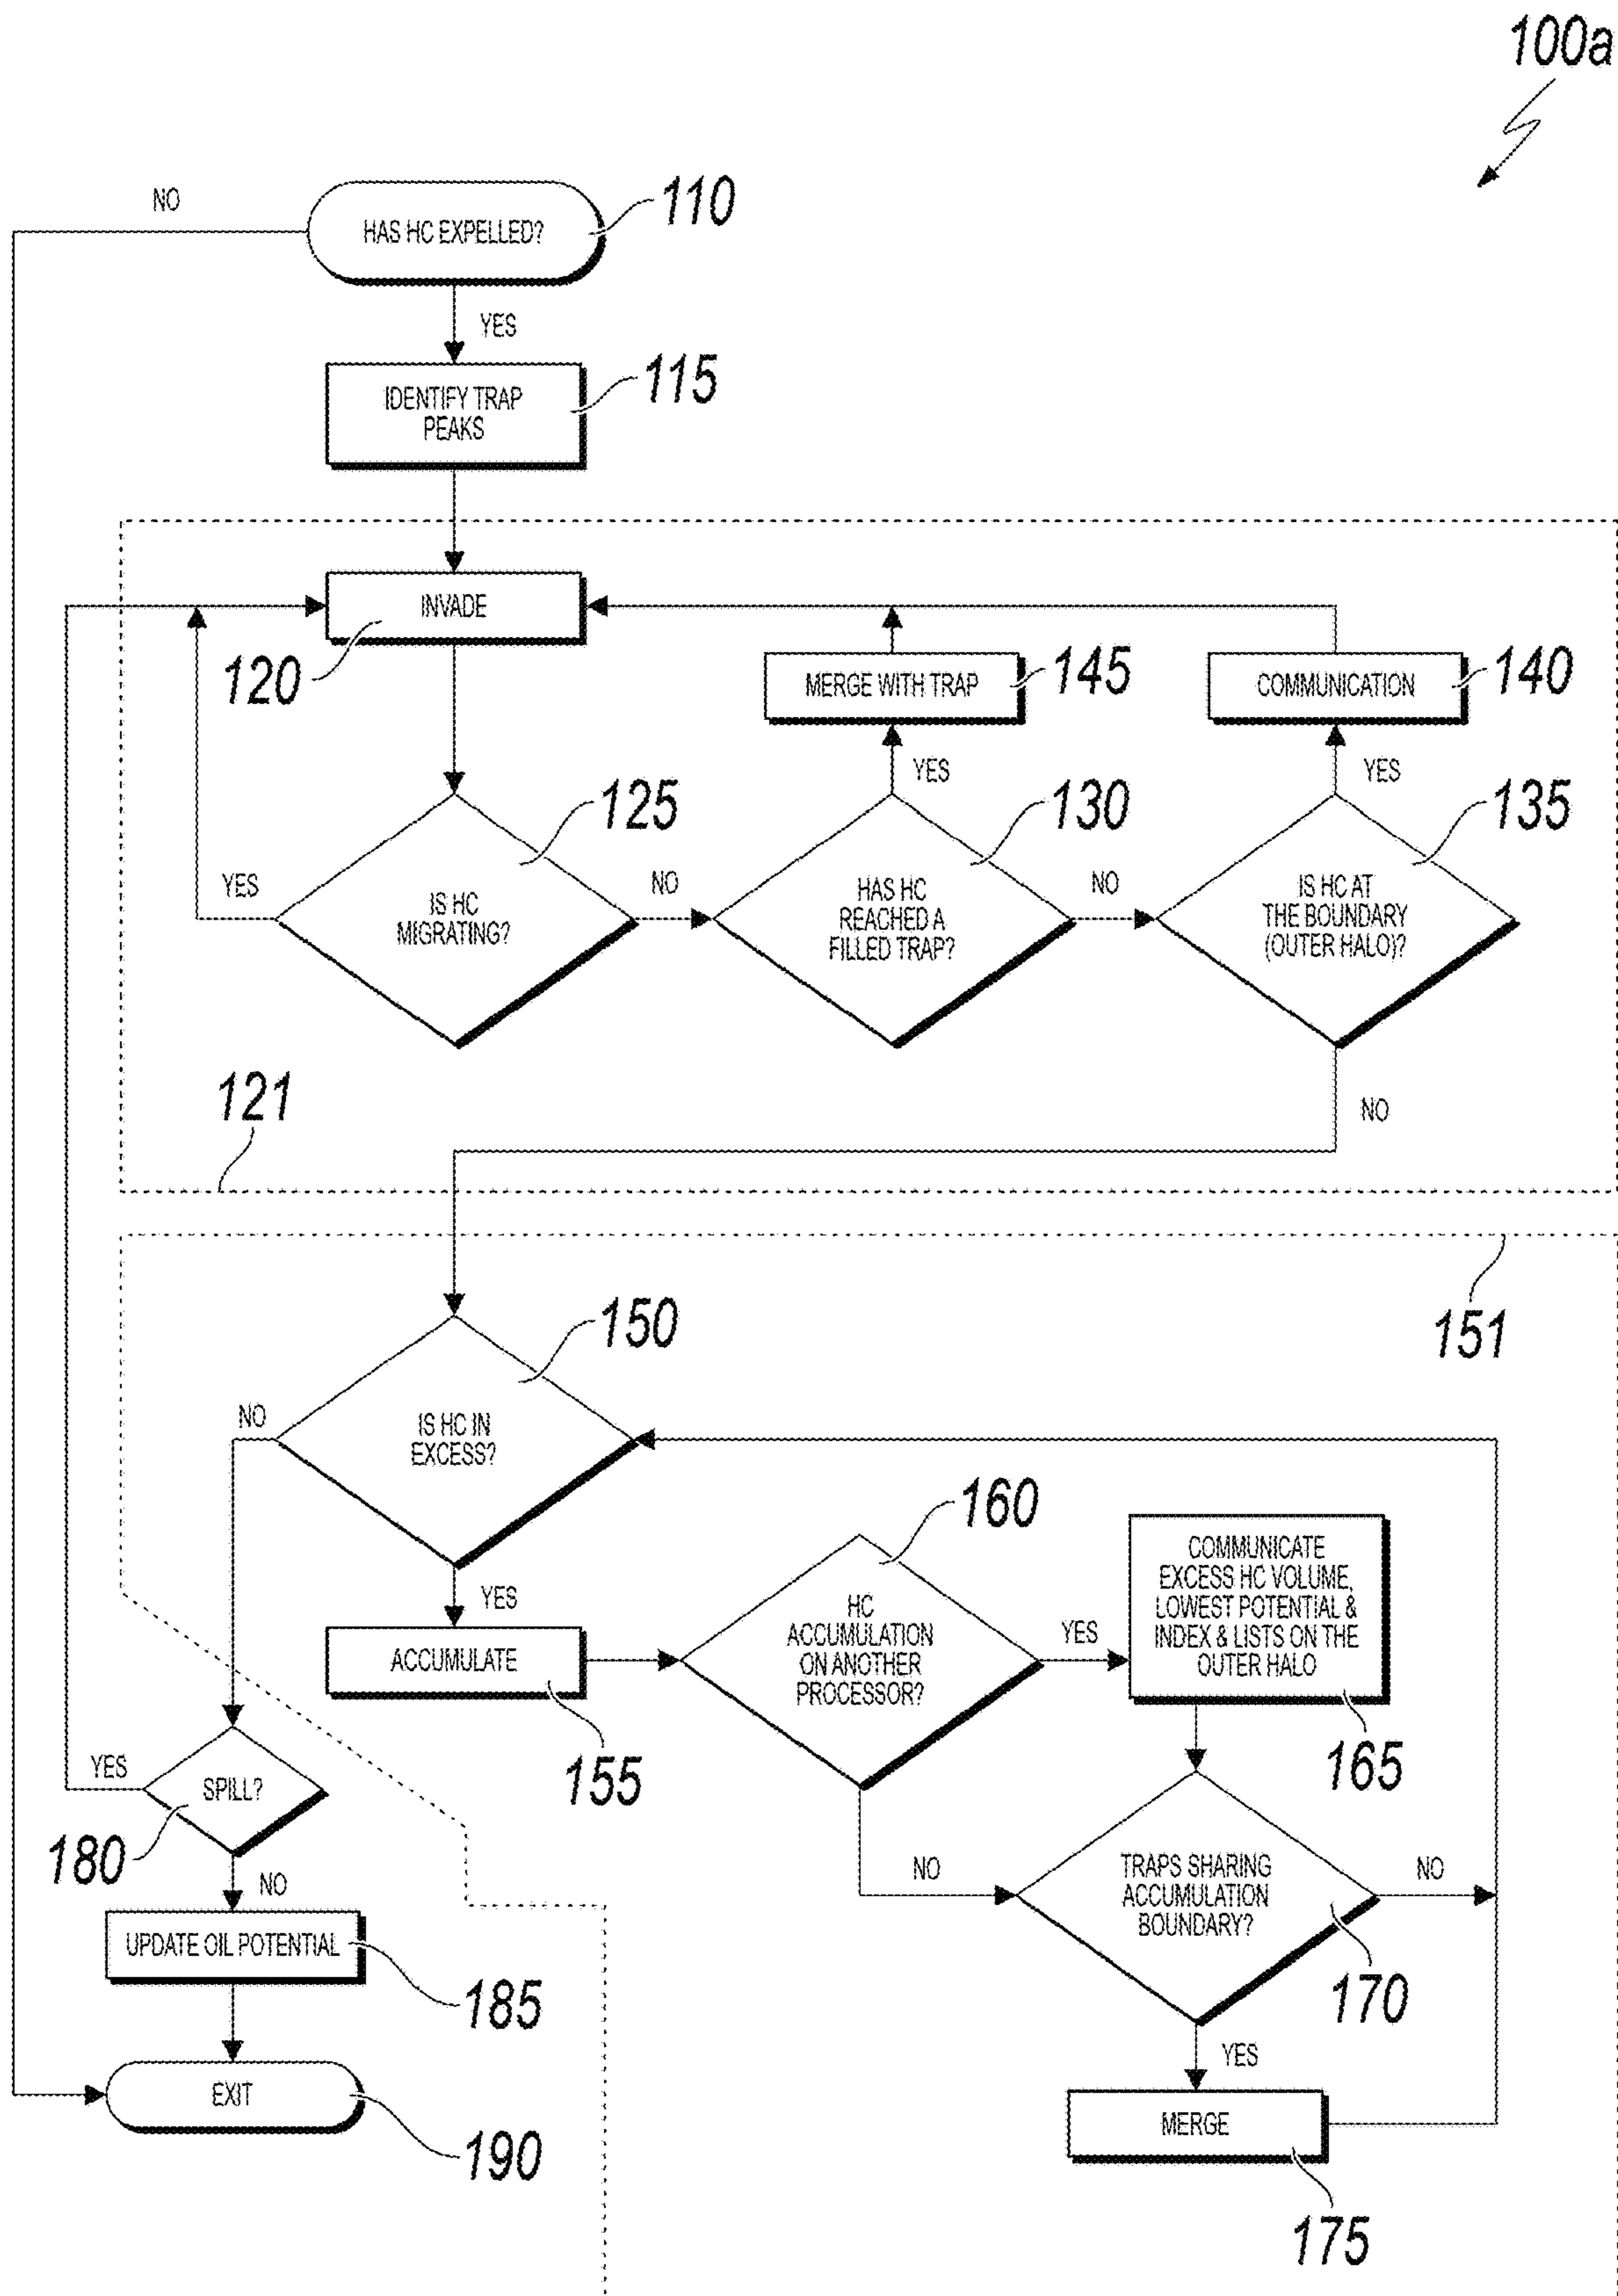 100a
NO
HAS HC EXPELLED?
110
YES
IDENTIFY TRAP
PEAKS
115
INVADE
120
MERGE WITH TRAP
145
COMMUNICATION
140
YES
YES
125
130
135
YES
IS HC
MIGRATING?
NO
HAS HC
REACHED A
FILLED TRAP?
NO
IS HC AT
THE BOUNDARY
(OUTER HALO)?
121
NO
151
150
NO
IS HC IN
EXCESS?
160
YES
ACCUMULATE
155
HC
ACCUMULATION
ON ANOTHER
PROCESSOR?
YES
COMMUNICATE
EXCESS HC VOLUME,
LOWEST POTENTIAL &
INDEX & LISTS ON THE
OUTER HALO
165
YES
SPILL?
180
NO
NO
TRAPS SHARING
ACCUMULATION
BOUNDARY?
NO
170
UPDATE OIL POTENTIAL
185
YES
EXIT
190
MERGE
175